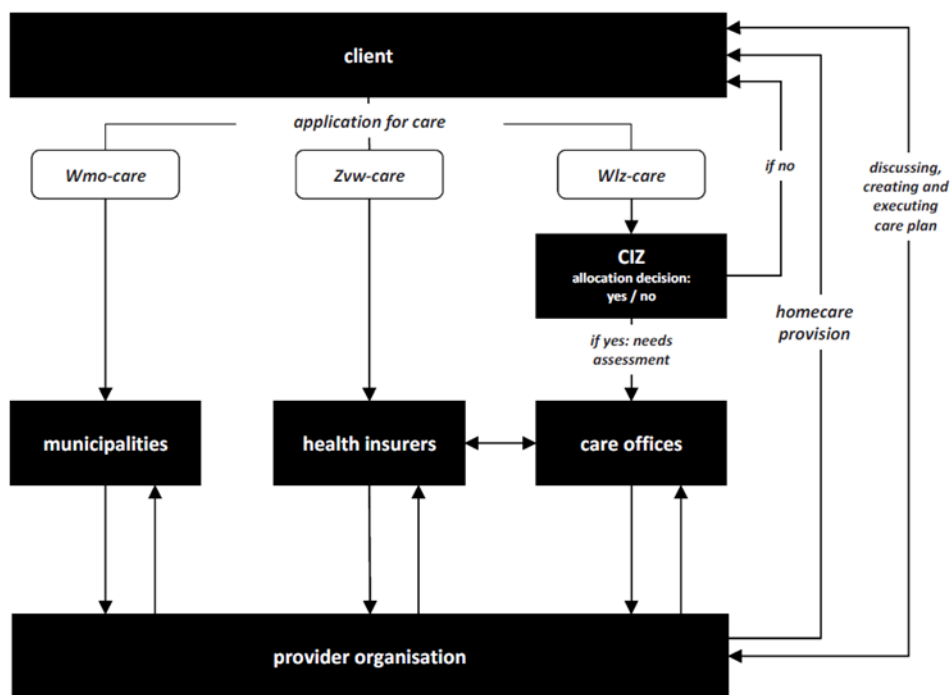 client
application for care
Wmo-care
Zvw-care
Wlz-care
if no
discussing,
creating and
executing
care plan
CIZ
allocation decision:
yes / no
homecare
provision
if yes: needs
assessment
municipalities
health insurers
care offices
provider organisation